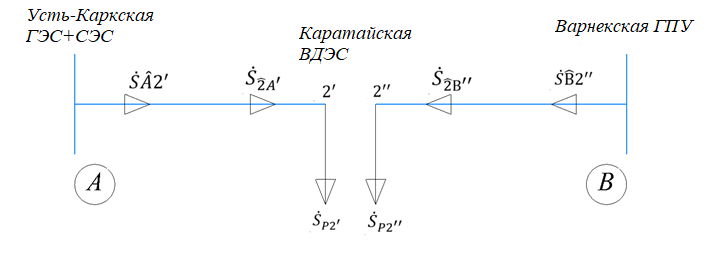 Усть-Каркская
ГЭС+СЭС
Каратайская
ВДЭС
Варнекская ГПУ
ṠÂ2′
Ṡ2̂A′
2′
2″
Ṡ2̂B″
ṠB̂2″
A
B
ṠP2′
ṠP2″